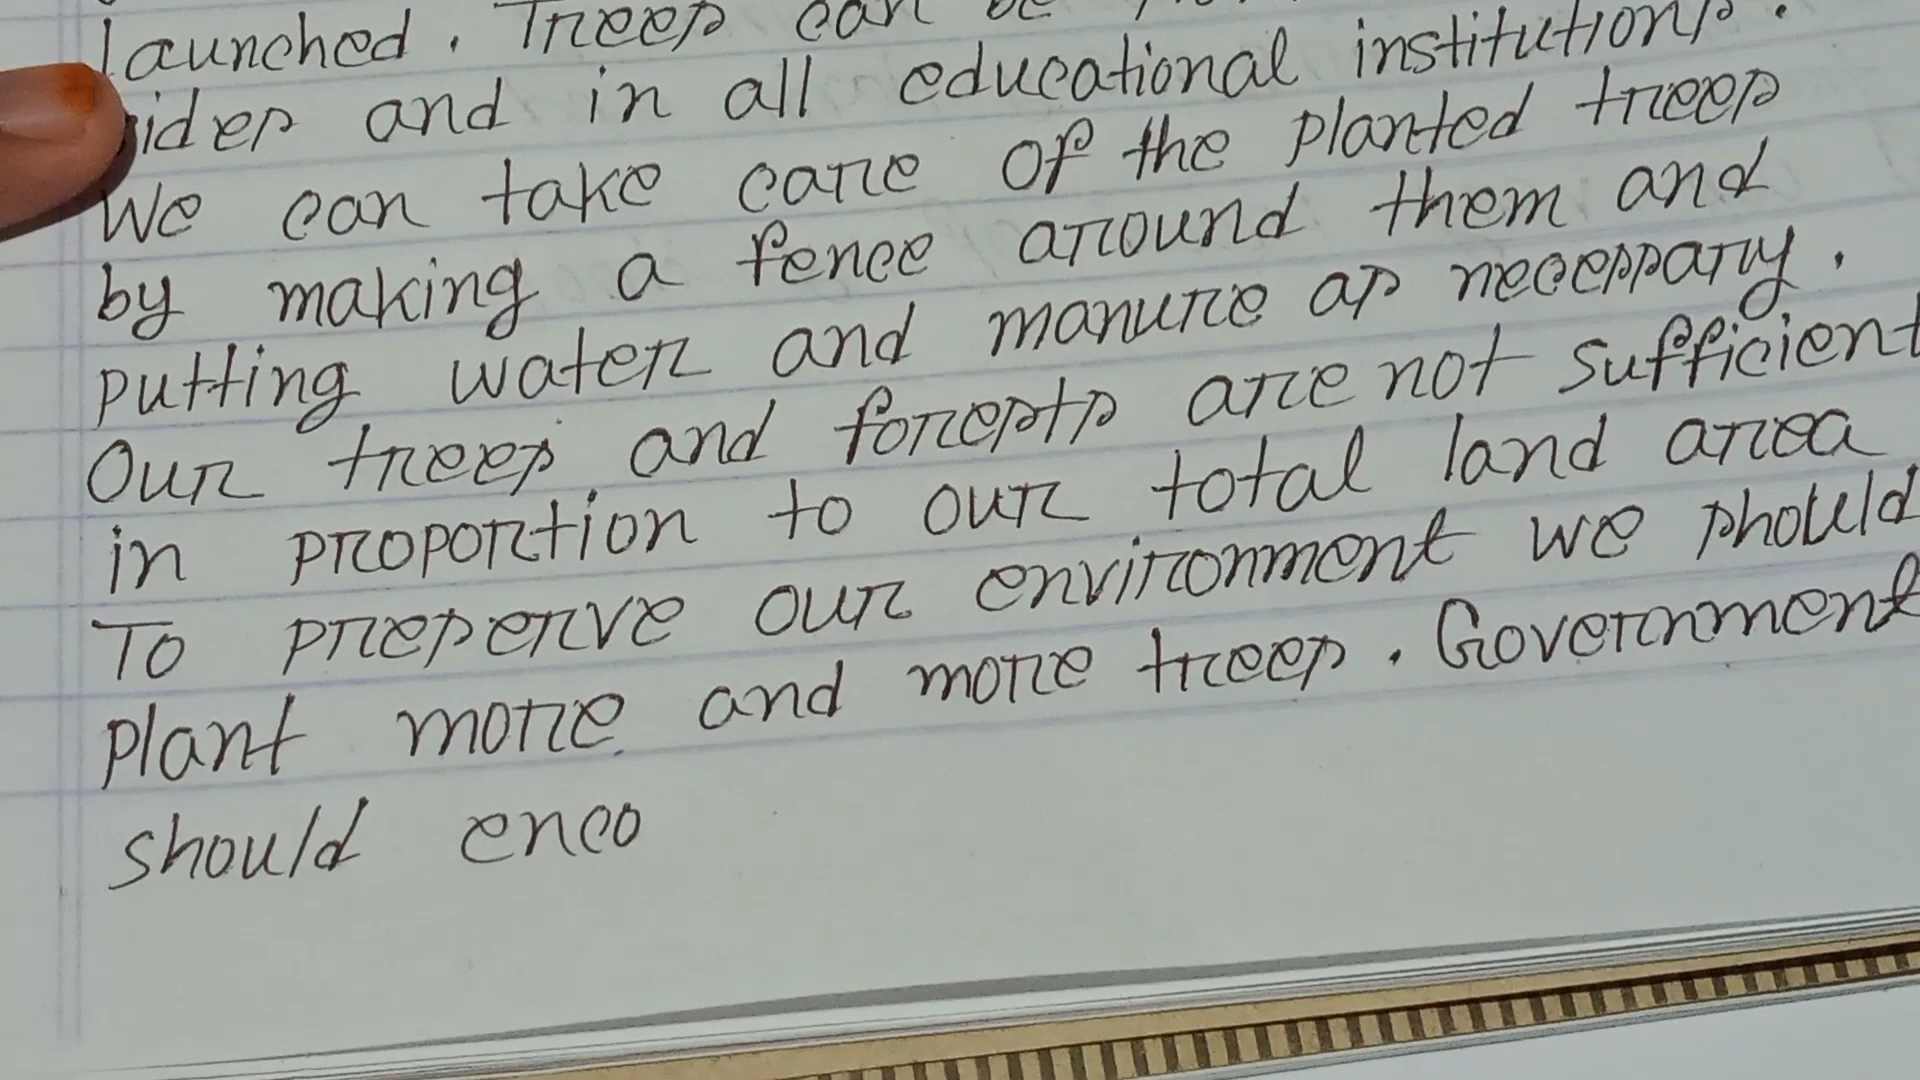 launched. Trees can be
sides and in all educational institutions.
We can take care of the planted trees
by making a fence around them and
putting water and manure as necessary.
Our trees and forests are not sufficient
in proportion to our total land area
To preserve our environment we should
plant more and more trees. Government
should enco